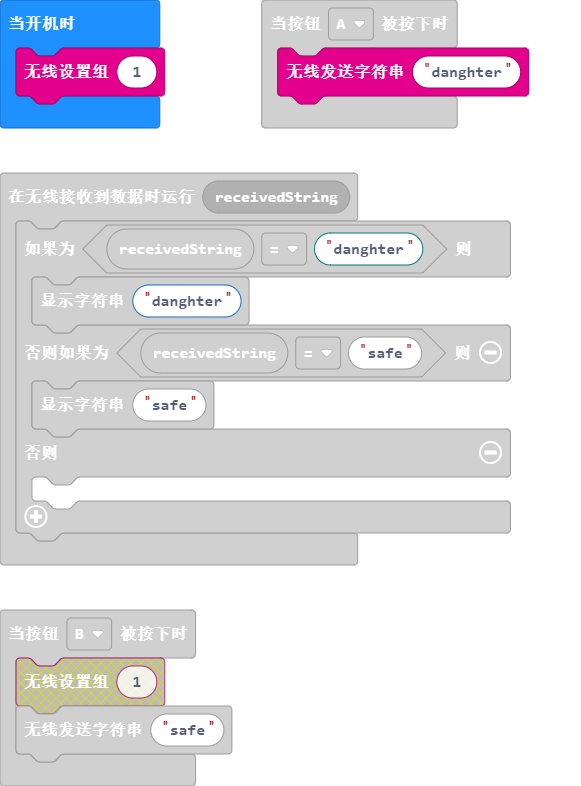 当开机时
无线设置组 1
当按钮 A 被按下时
无线发送字符串 "danghter"
在无线接收到数据时运行 receivedString
如果为 receivedString = "danghter" 则
显示字符串 "danghter"
否则如果为 receivedString = "safe" 则
显示字符串 "safe"
否则
当按钮 B 被按下时
无线设置组 1
无线发送字符串 "safe"